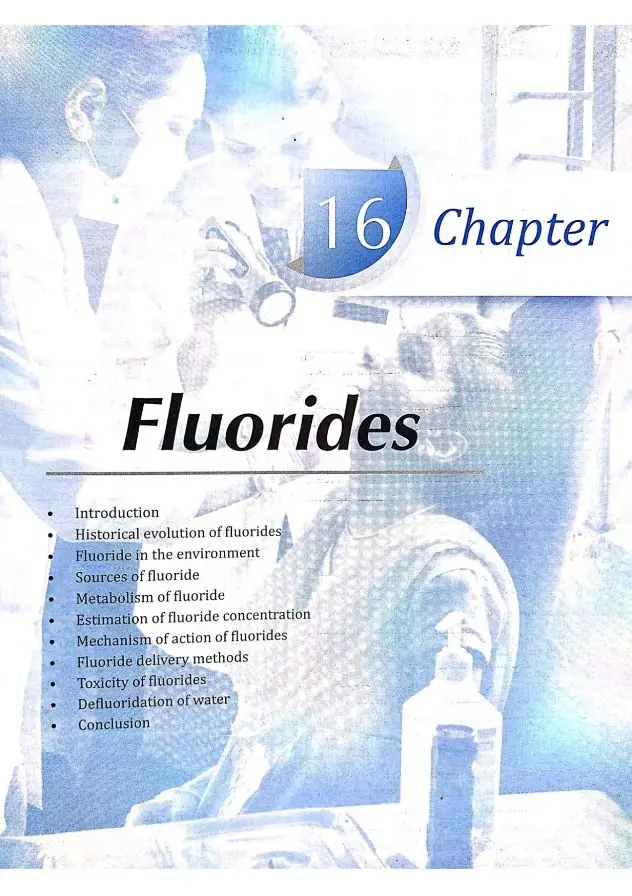 16 Chapter
Fluorides
• Introduction
• Historical evolution of fluorides
• Fluoride in the environment
• Sources of fluoride
• Metabolism of fluoride
• Estimation of fluoride concentration
• Mechanism of action of fluorides
• Fluoride delivery methods
• Toxicity of fluorides
• Defluoridation of water
• Conclusion